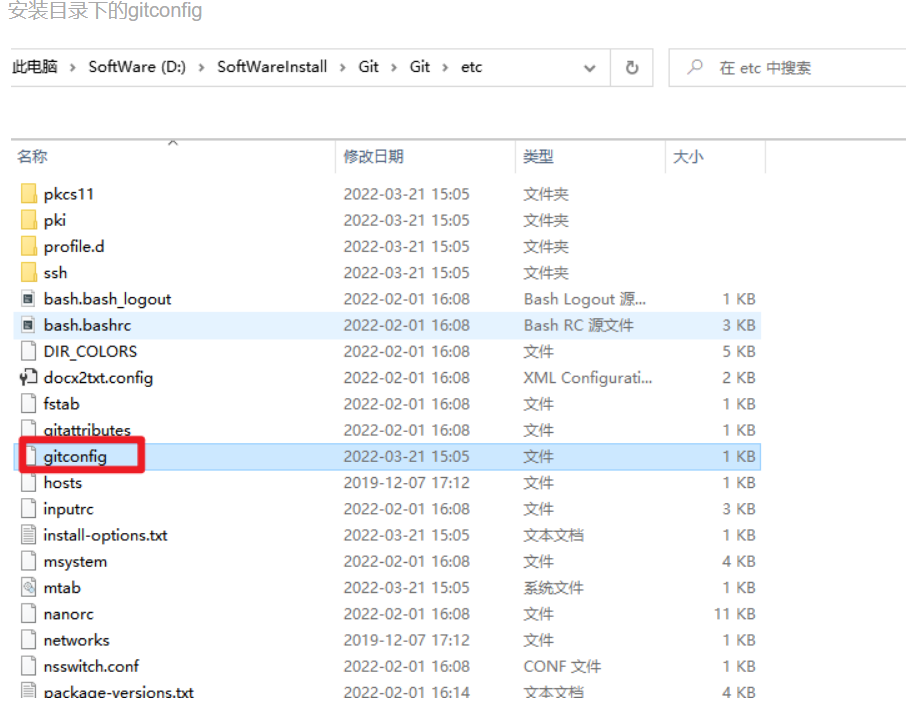 安装目录下的gitconfig
此电脑 > SoftWare (D:) > SoftWareInstall > Git > Git > etc 在 etc 中搜索
名称 修改日期 类型 大小
pkcs11 2022-03-21 15:05 文件夹
pki 2022-03-21 15:05 文件夹
profile.d 2022-03-21 15:05 文件夹
ssh 2022-03-21 15:05 文件夹
bash.bash_logout 2022-02-01 16:08 Bash Logout 源... 1 KB
bash.bashrc 2022-02-01 16:08 Bash RC 源文件 3 KB
DIR_COLORS 2022-02-01 16:08 文件 5 KB
docx2txt.config 2022-02-01 16:08 XML Configurati... 2 KB
fstab 2022-02-01 16:08 文件 1 KB
gitattributes 2022-02-01 16:08 文件 1 KB
gitconfig 2022-03-21 15:05 文件 1 KB
hosts 2019-12-07 17:12 文件 1 KB
inputrc 2022-02-01 16:08 文件 3 KB
install-options.txt 2022-03-21 15:05 文本文档 1 KB
msystem 2022-02-01 16:08 文件 4 KB
mtab 2022-03-21 15:05 系统文件 1 KB
nanorc 2022-02-01 16:08 文件 11 KB
networks 2019-12-07 17:12 文件 1 KB
nsswitch.conf 2022-02-01 16:08 CONF 文件 1 KB
package-versions.txt 2022-02-01 16:14 文本文档 4 KB